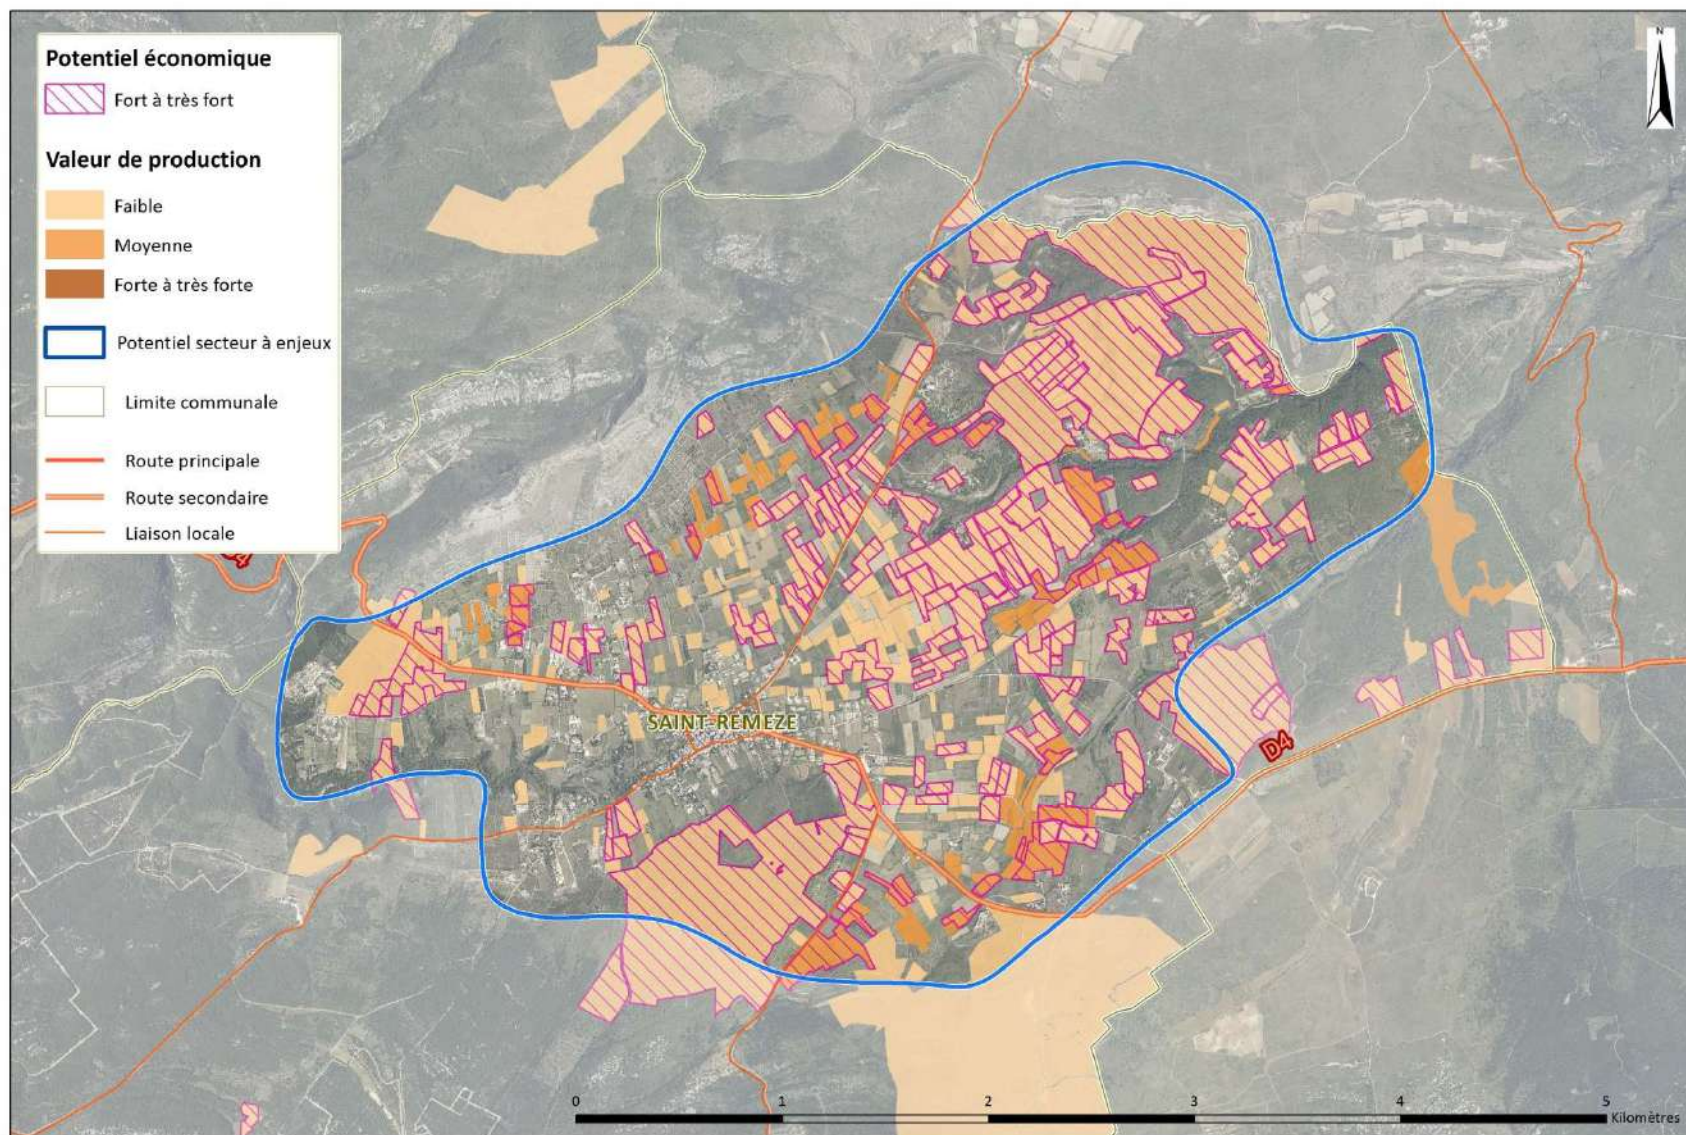 Potentiel économique
Fort à très fort
Valeur de production
Faible
Moyenne
Forte à très forte
Potentiel secteur à enjeux
Limite communale
Route principale
Route secondaire
Liaison locale
N
D4
SAINT-REMEZE
D4
0 1 2 3 4 5
Kilomètres